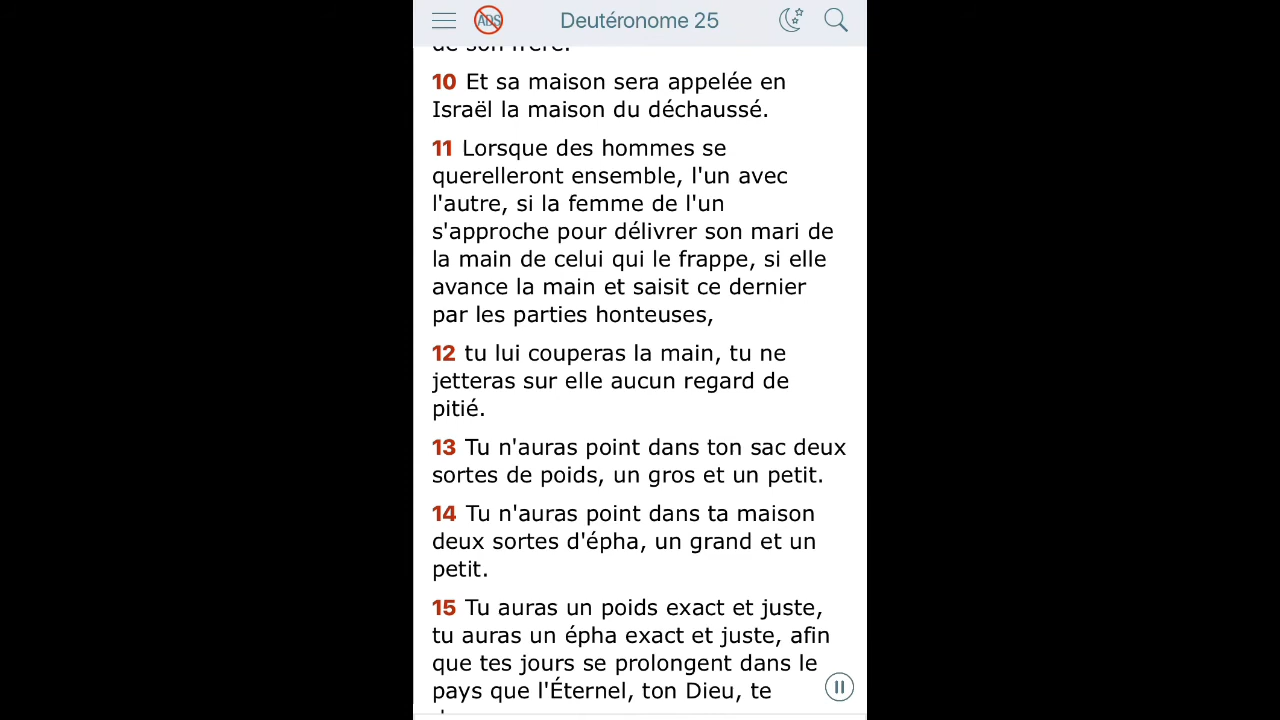 ADS
Deutéronome 25
de son frère.
10 Et sa maison sera appelée en
Israël la maison du déchaussé.
11 Lorsque des hommes se
querelleront ensemble, l'un avec
l'autre, si la femme de l'un
s'approche pour délivrer son mari de
la main de celui qui le frappe, si elle
avance la main et saisit ce dernier
par les parties honteuses,
12 tu lui couperas la main, tu ne
jetteras sur elle aucun regard de
pitié.
13 Tu n'auras point dans ton sac deux
sortes de poids, un gros et un petit.
14 Tu n'auras point dans ta maison
deux sortes d'épha, un grand et un
petit.
15 Tu auras un poids exact et juste,
tu auras un épha exact et juste, afin
que tes jours se prolongent dans le
pays que l'Éternel, ton Dieu, te